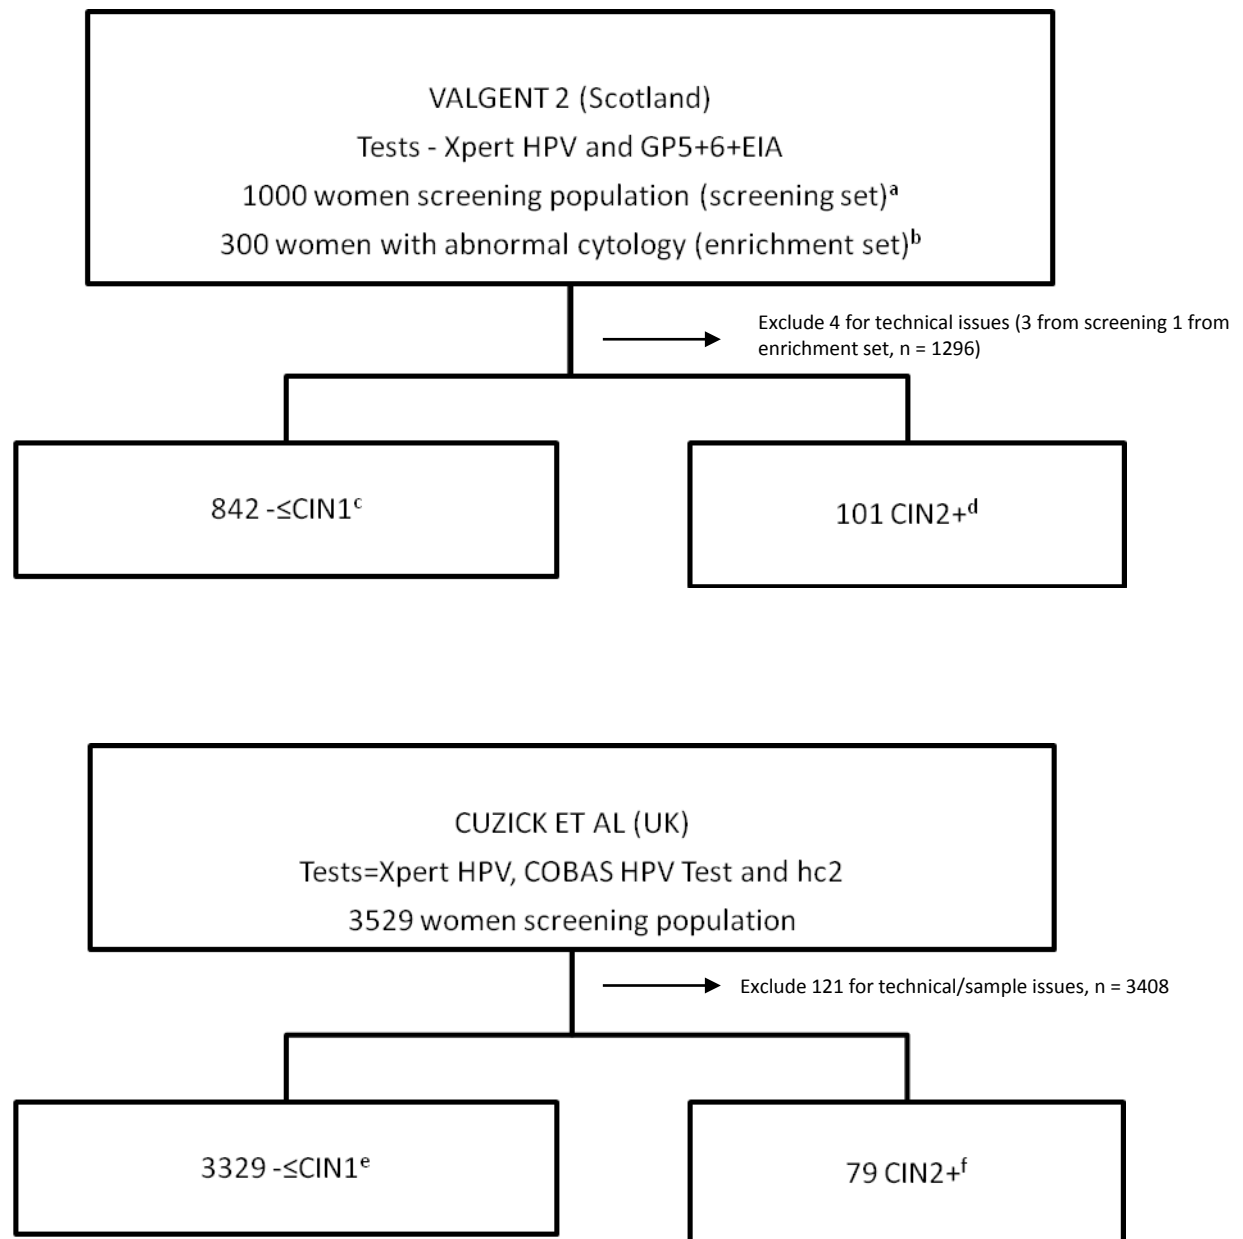 VALGENT 2 (Scotland)
Tests - Xpert HPV and GP5+6+EIA
1000 women screening population (screening set)ᵃ
300 women with abnormal cytology (enrichment set)ᵇ
Exclude 4 for technical issues (3 from screening 1 from
enrichment set, n = 1296)
842 -≤CIN1ᶜ
101 CIN2+ᵈ
CUZICK ET AL (UK)
Tests=Xpert HPV, COBAS HPV Test and hc2
3529 women screening population
Exclude 121 for technical/sample issues, n = 3408
3329 -≤CIN1ᵉ
79 CIN2+ᶠ